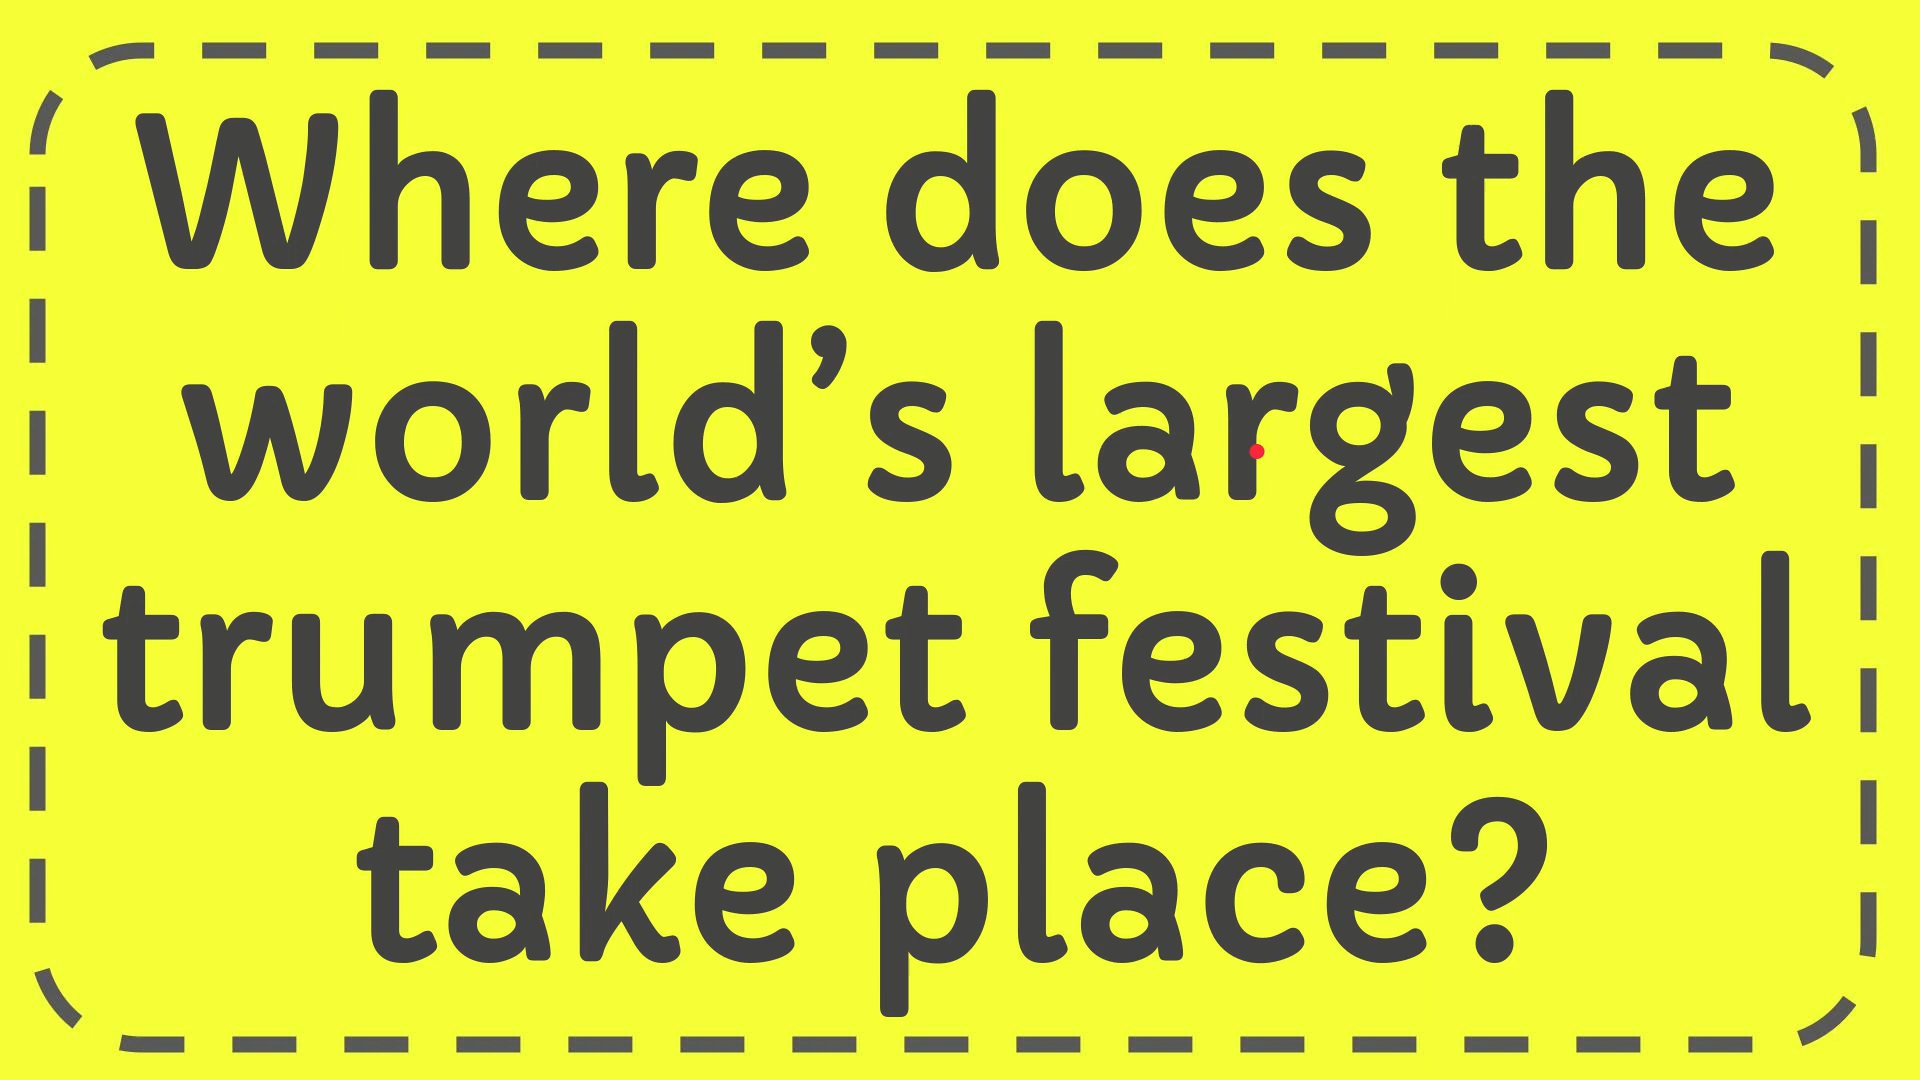 Where does the
world’s largest
trumpet festival
take place?